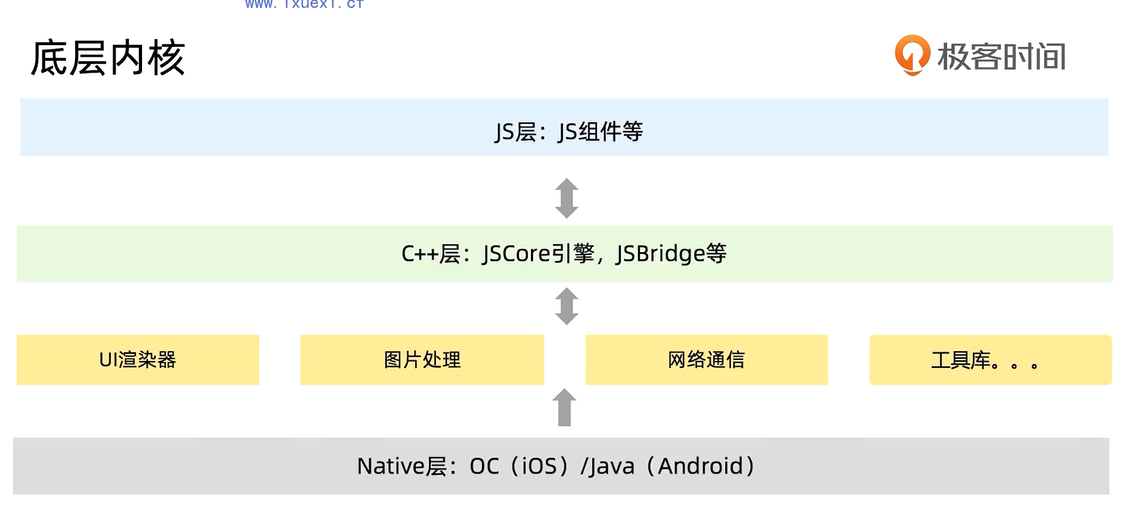 www.1xuex1.cf
底层内核
极客时间
JS层：JS组件等
C++层：JSCore引擎，JSBridge等
UI渲染器
图片处理
网络通信
工具库。。。
Native层：OC（iOS）/Java（Android）